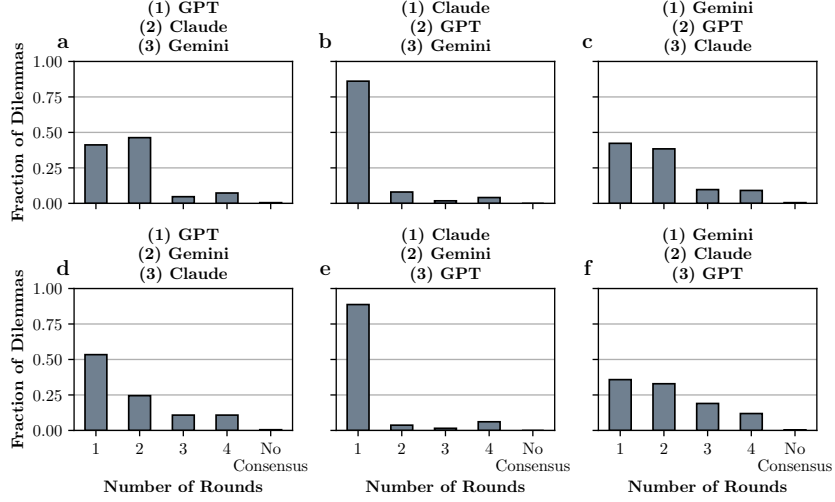 (1) GPT
(2) Claude
(3) Gemini
a
(1) Claude
(2) GPT
(3) Gemini
b
(1) Gemini
(2) GPT
(3) Claude
c
Fraction of Dilemmas
1.00
0.75
0.50
0.25
0.00
(1) GPT
(2) Gemini
(3) Claude
d
(1) Claude
(2) Gemini
(3) GPT
e
(1) Gemini
(2) Claude
(3) GPT
f
Fraction of Dilemmas
1.00
0.75
0.50
0.25
0.00
1 2 3 4 No
Consensus
Number of Rounds
1 2 3 4 No
Consensus
Number of Rounds
1 2 3 4 No
Consensus
Number of Rounds